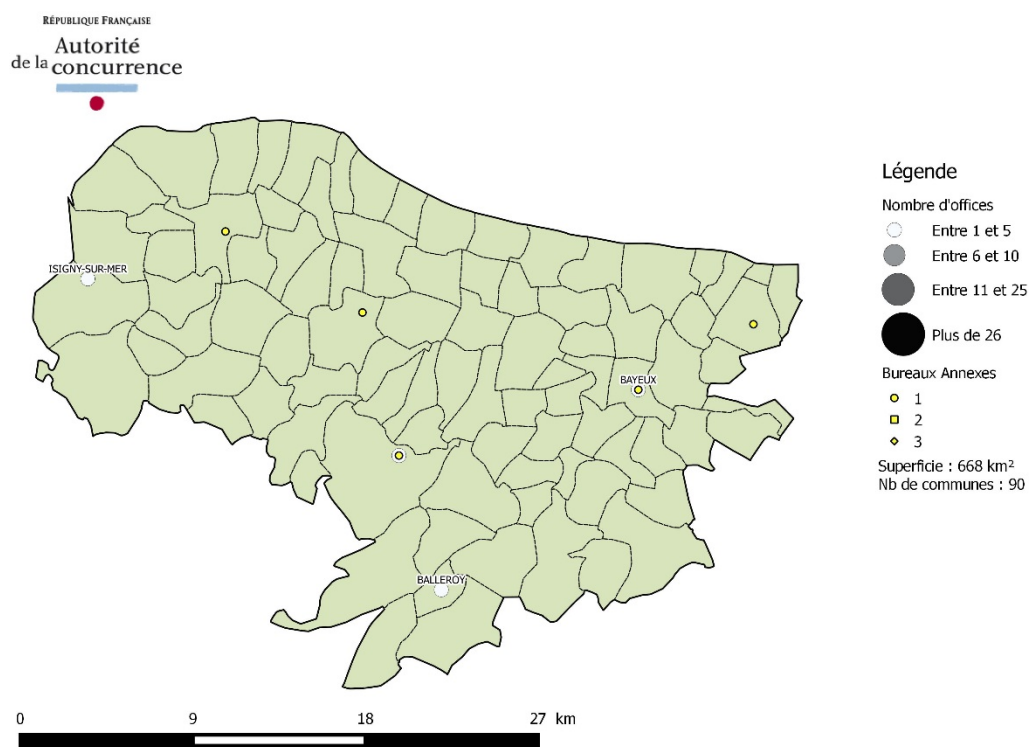 RÉPUBLIQUE FRANÇAISE
Autorité
de la concurrence
ISIGNY-SUR-MER
BAYEUX
BALLEROY
Légende
Nombre d'offices
Entre 1 et 5
Entre 6 et 10
Entre 11 et 25
Plus de 26
Bureaux Annexes
1
2
3
Superficie : 668 km²
Nb de communes : 90
0 9 18 27 km